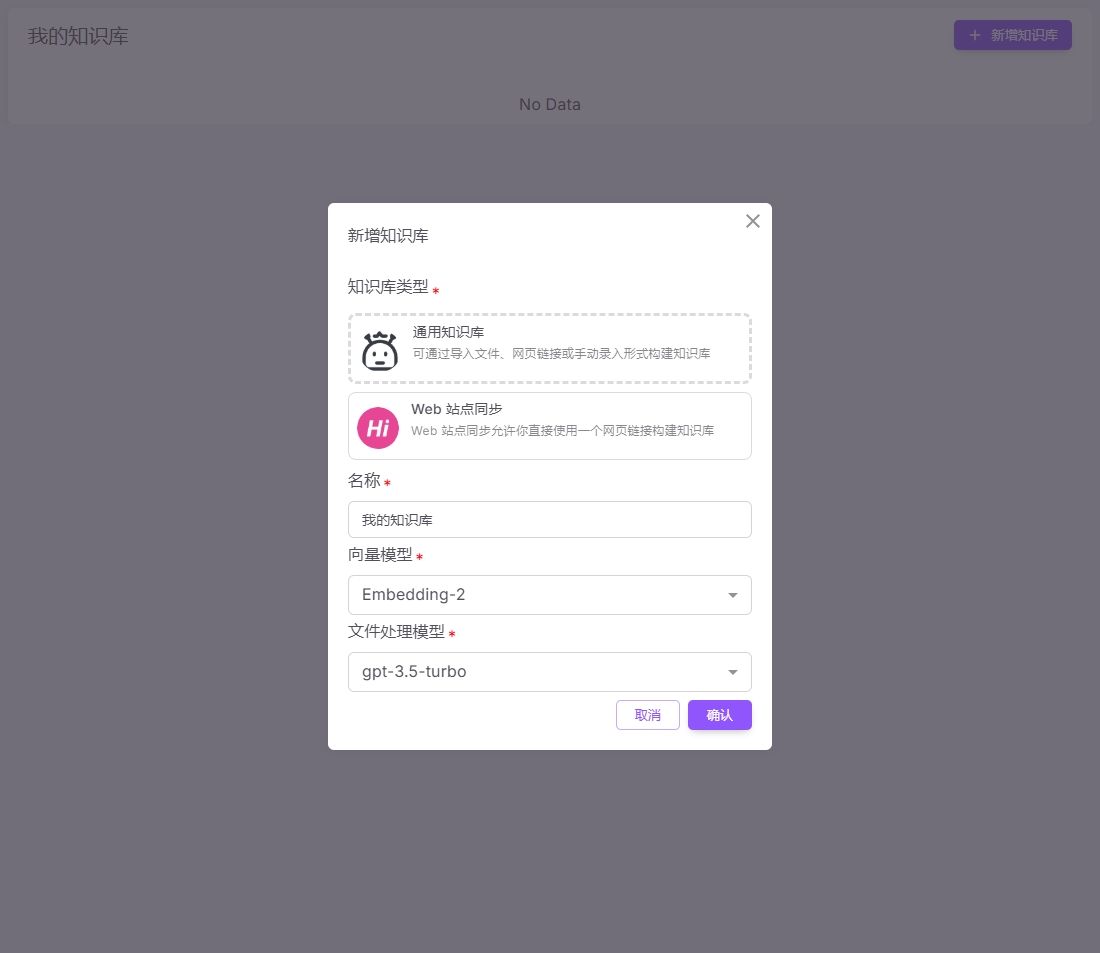 我的知识库
+ 新增知识库
No Data
新增知识库
知识库类型 *
通用知识库
可通过导入文件、网页链接或手动录入形式构建知识库
Hi
Web 站点同步
Web 站点同步允许你直接使用一个网页链接构建知识库
名称 *
我的知识库
向量模型 *
Embedding-2
文件处理模型 *
gpt-3.5-turbo
取消
确认